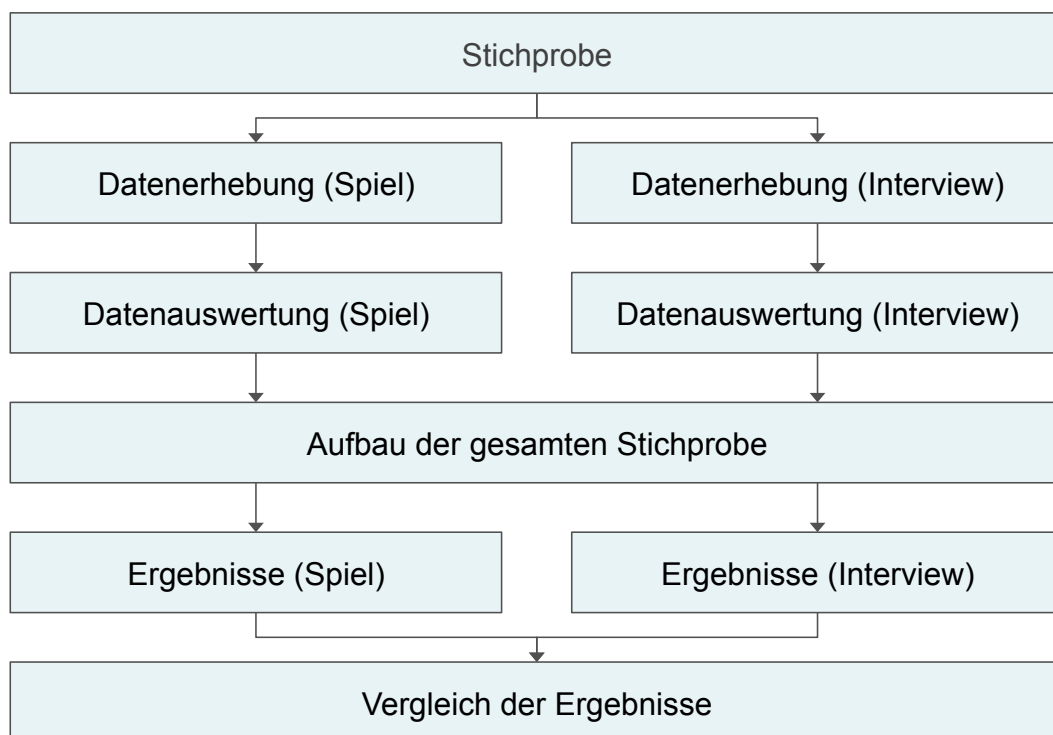 Stichprobe
Datenerhebung (Spiel)
Datenerhebung (Interview)
Datenauswertung (Spiel)
Datenauswertung (Interview)
Aufbau der gesamten Stichprobe
Ergebnisse (Spiel)
Ergebnisse (Interview)
Vergleich der Ergebnisse